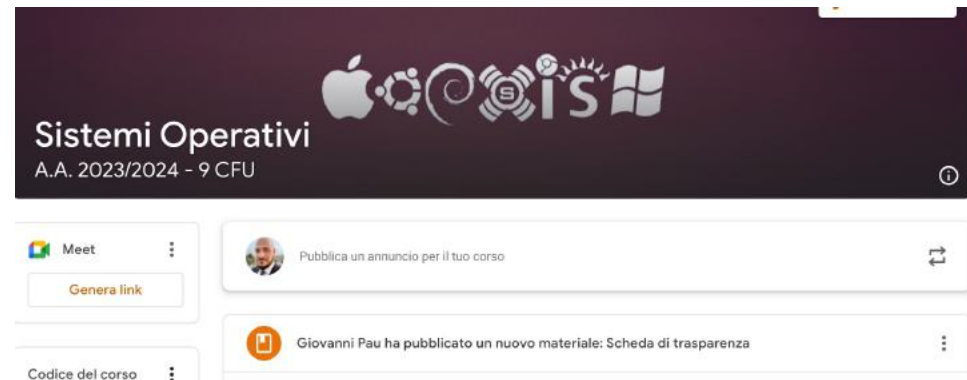 Sistemi Operativi
A.A. 2023/2024 - 9 CFU
Meet
Genera link
Codice del corso
Pubblica un annuncio per il tuo corso
Giovanni Pau ha pubblicato un nuovo materiale: Scheda di trasparenza